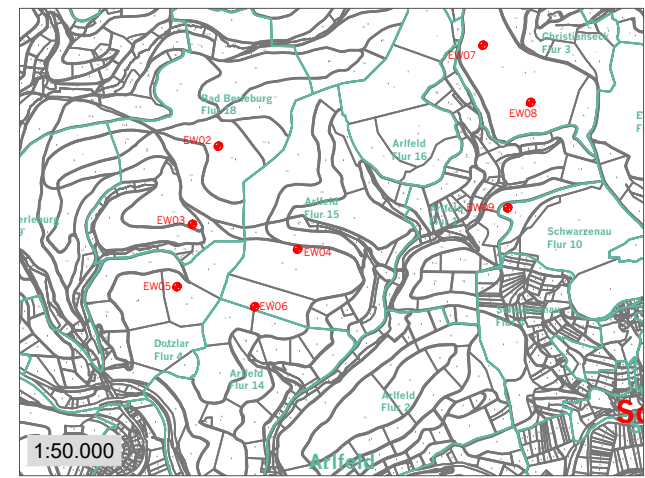 Christianseck
Flur 3
EW07
Bad Berleburg
Flur 18
EW08
EW02
Arlfeld
Flur 16
Arlfeld
Flur 15
EW09
EW03
Schwarzenau
Flur 10
EW04
EW05
EW06
Dotzlar
Flur 4
Arlfeld
Flur 14
Arlfeld
Flur 2
1:50.000
Arlfeld